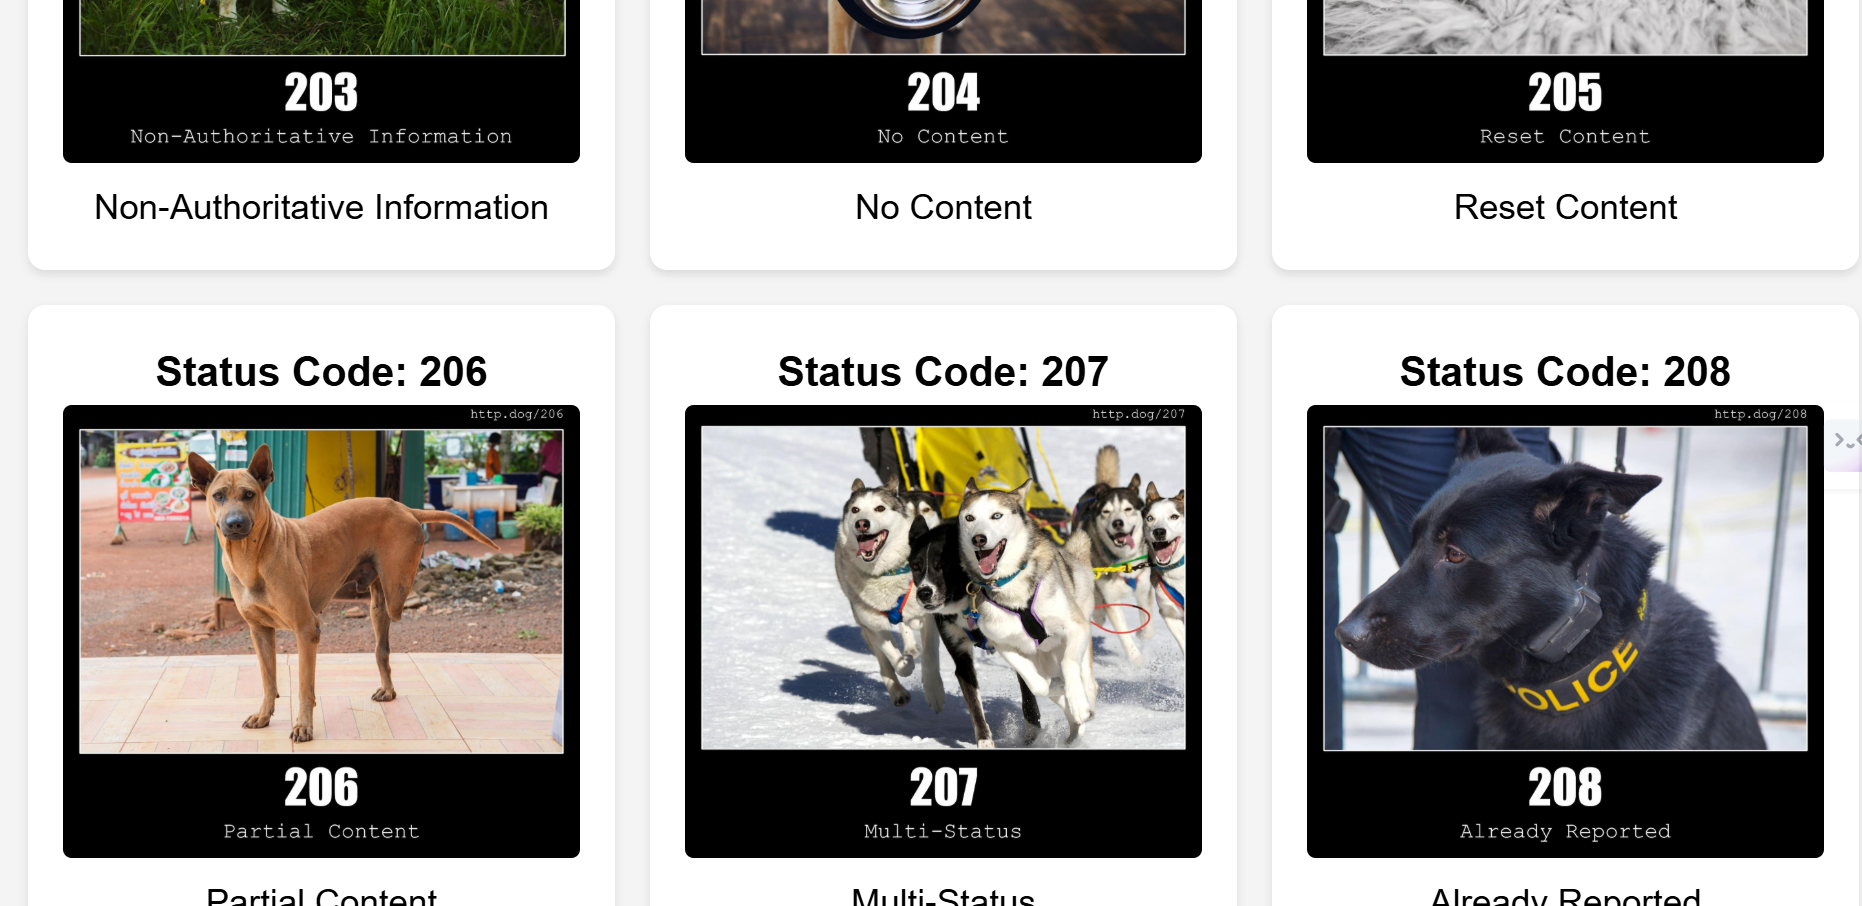 203
Non-Authoritative Information
Non-Authoritative Information
204
No Content
No Content
205
Reset Content
Reset Content
Status Code: 206
http.dog/206
206
Partial Content
Partial Content
Status Code: 207
http.dog/207
207
Multi-Status
Multi-Status
Status Code: 208
http.dog/208
OLICE
208
Already Reported
Already Reported